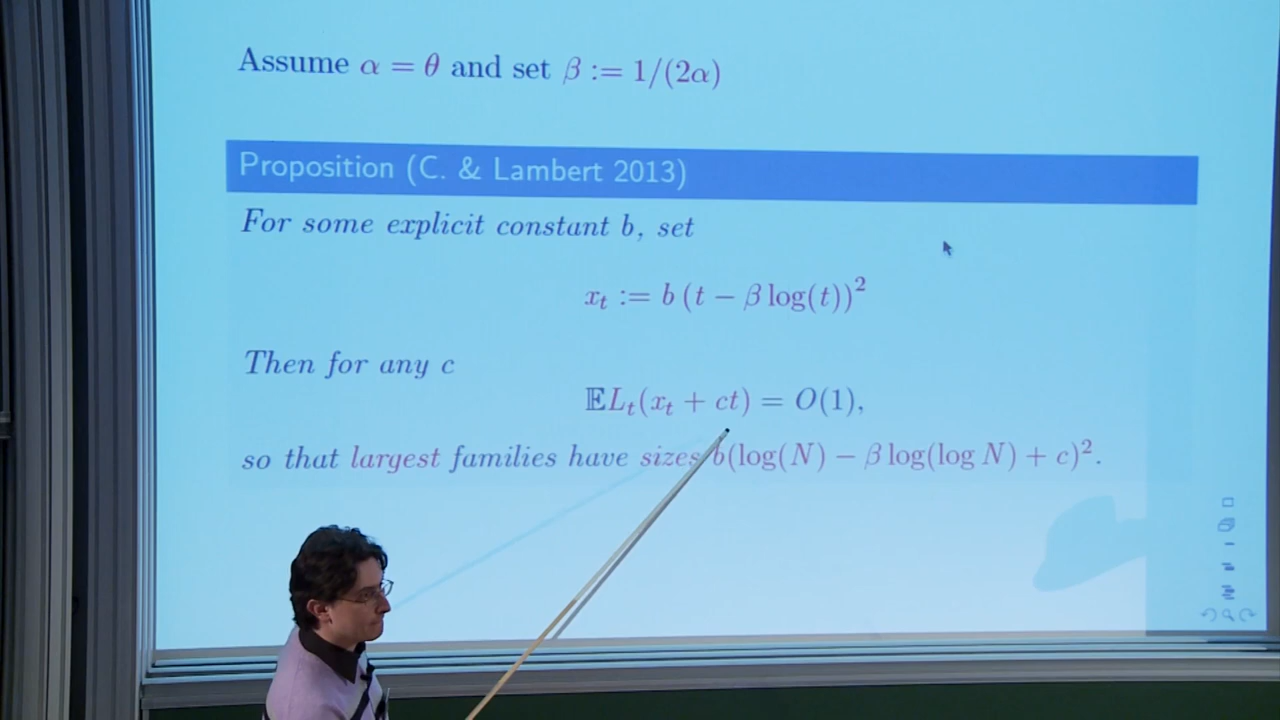 Assume α = θ and set β := 1/(2α)
Proposition (C. & Lambert 2013)
For some explicit constant b, set
x_t := b (t − β log(t))²
Then for any c
𝔼L_t(x_t + ct) = O(1),
so that largest families have sizes b(log(N) − β log(log N) + c)².